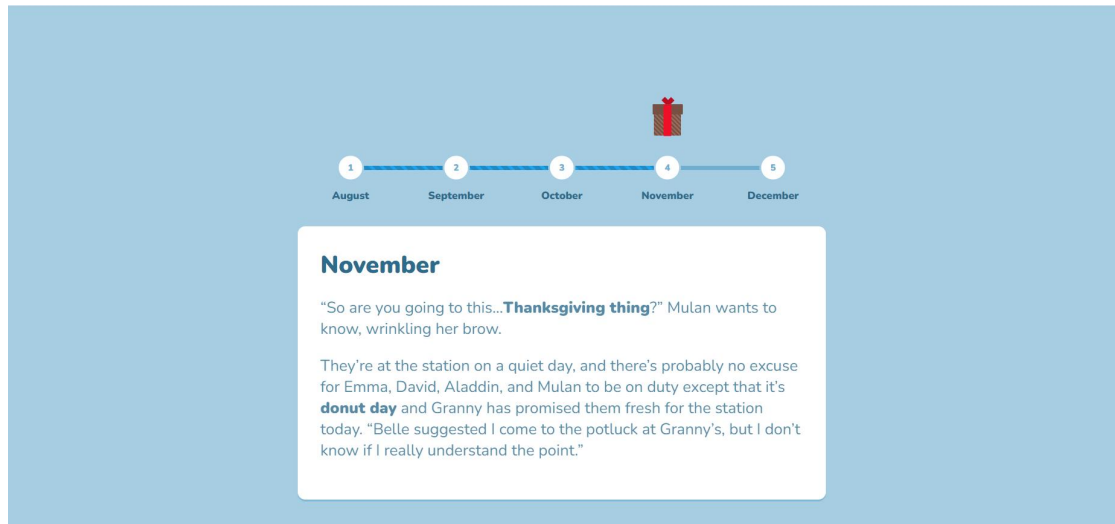 1 2 3 4 5
August September October November December
November
“So are you going to this...Thanksgiving thing?” Mulan wants to
know, wrinkling her brow.
They’re at the station on a quiet day, and there’s probably no excuse
for Emma, David, Aladdin, and Mulan to be on duty except that it’s
donut day and Granny has promised them fresh for the station
today. “Belle suggested I come to the potluck at Granny’s, but I don’t
know if I really understand the point.”